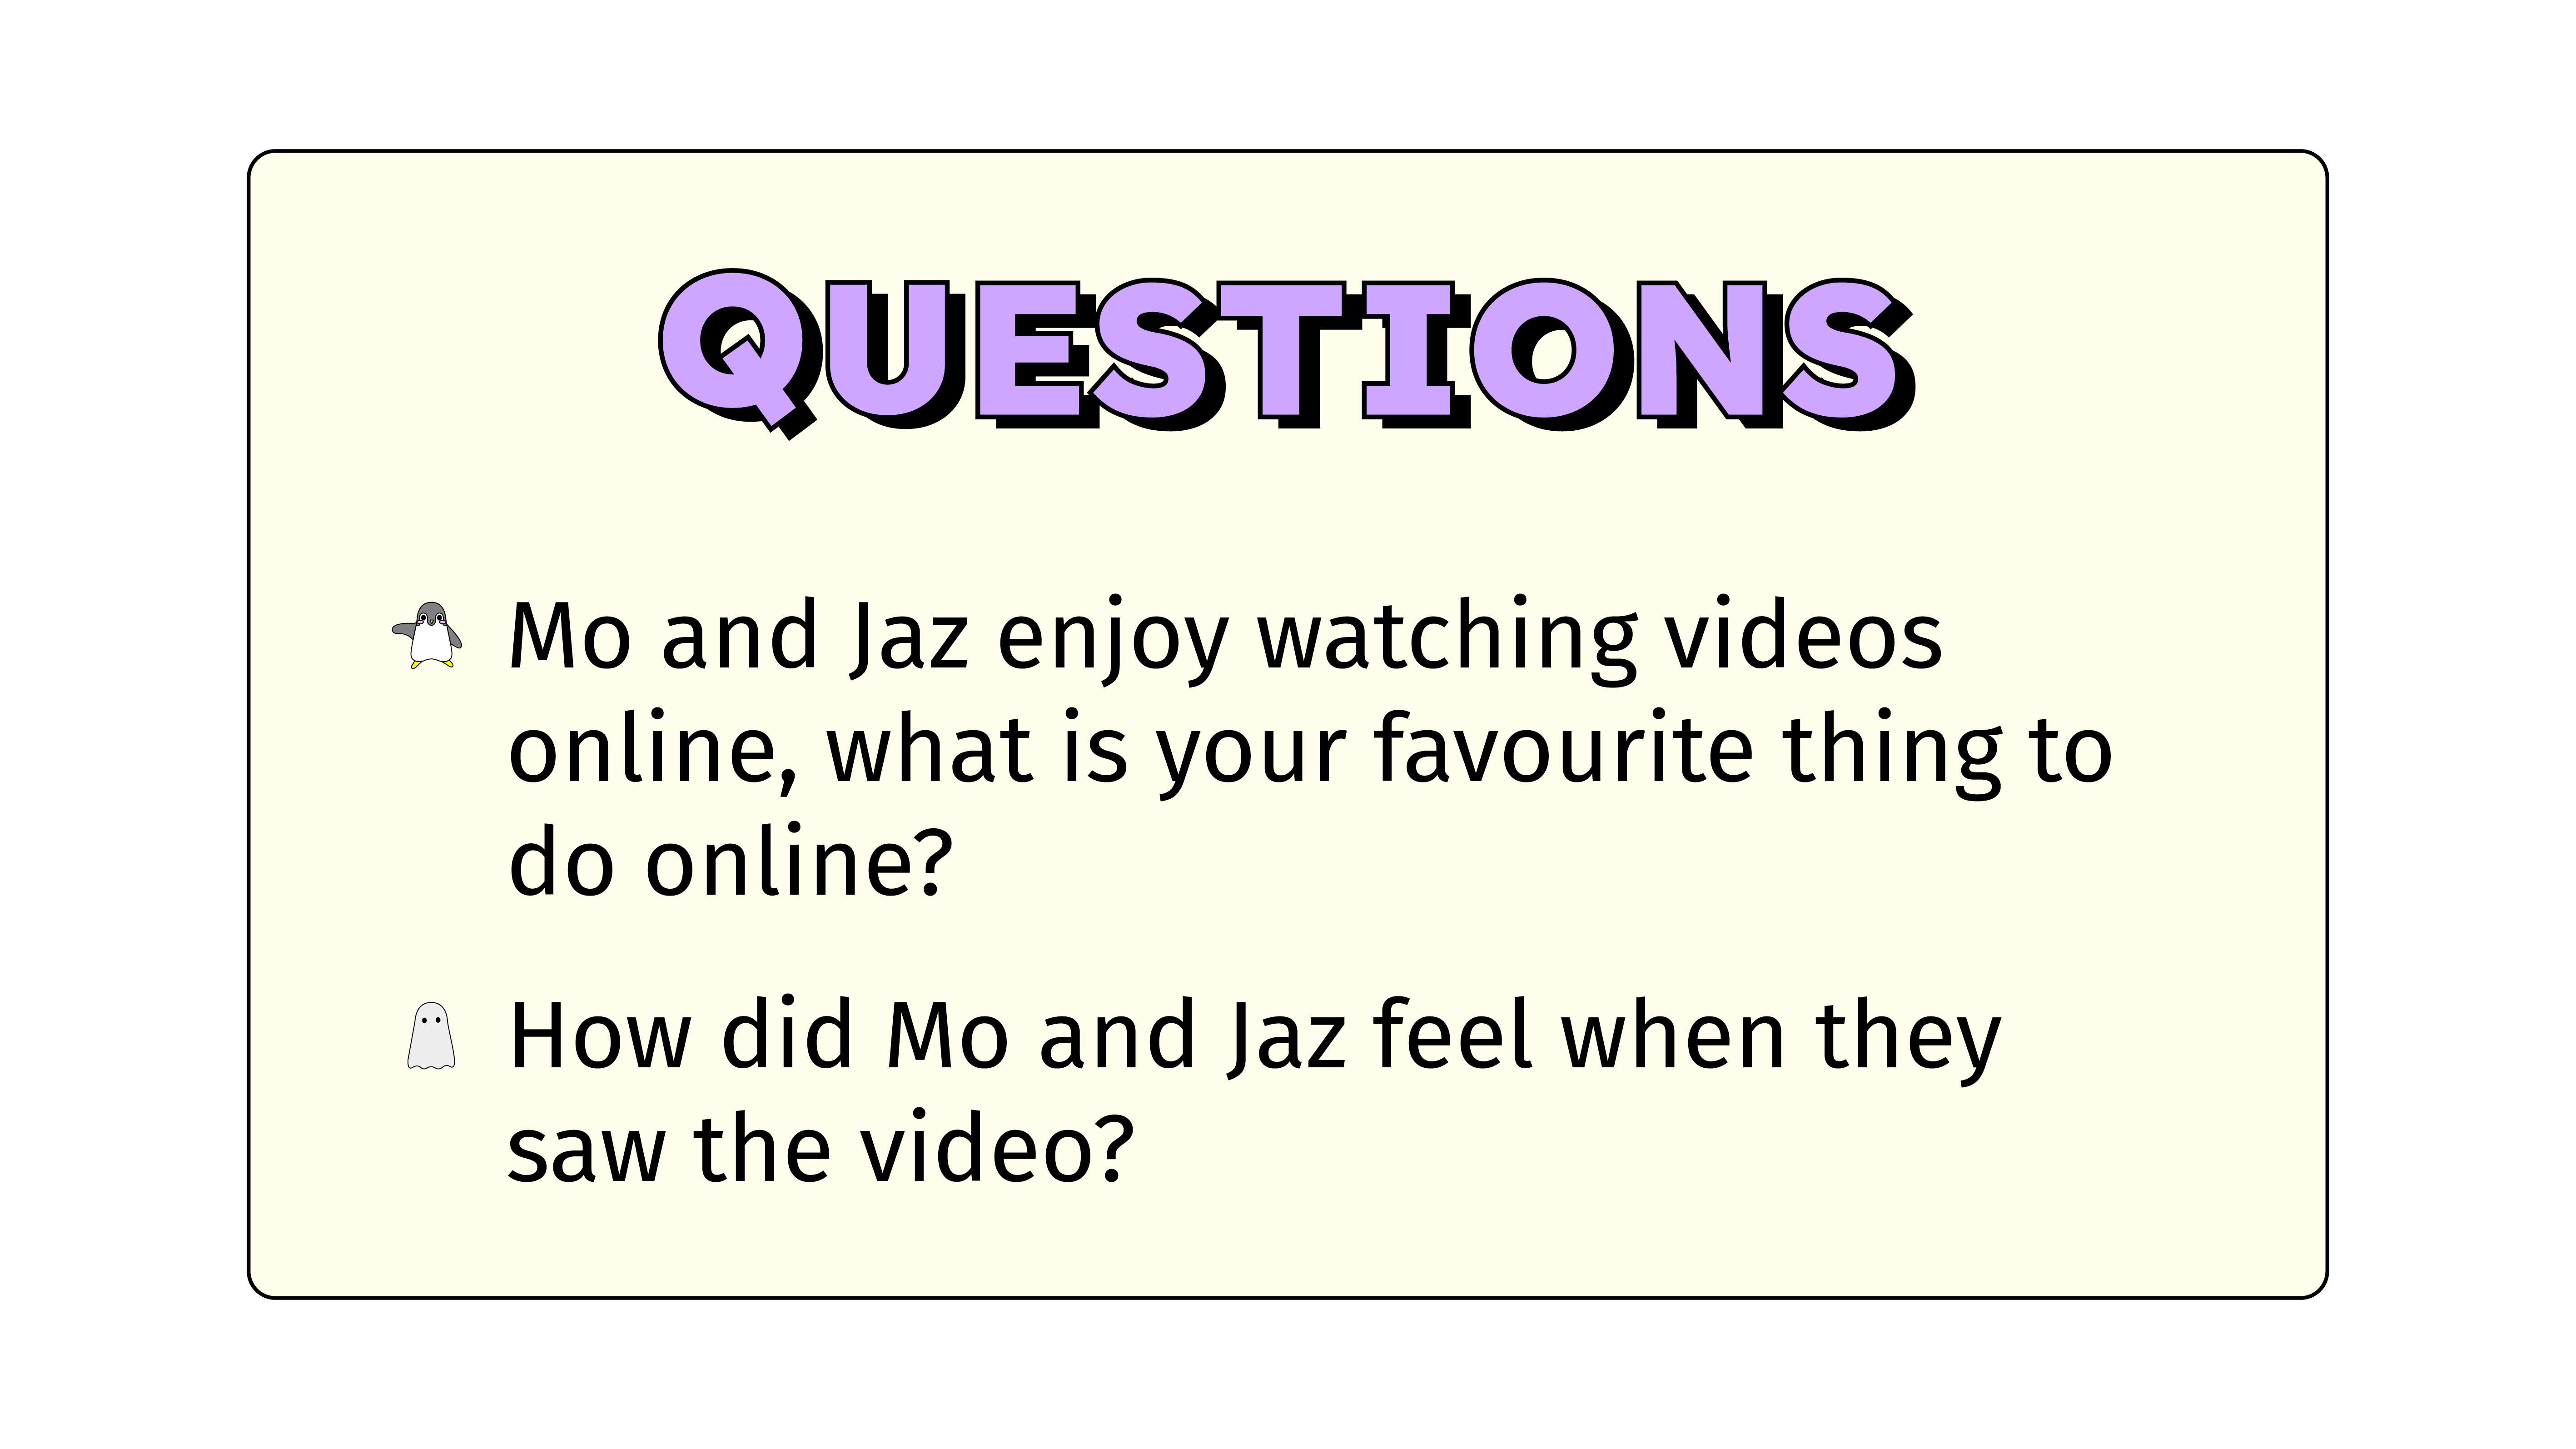 QUESTIONS
Mo and Jaz enjoy watching videos
online, what is your favourite thing to
do online?
How did Mo and Jaz feel when they
saw the video?